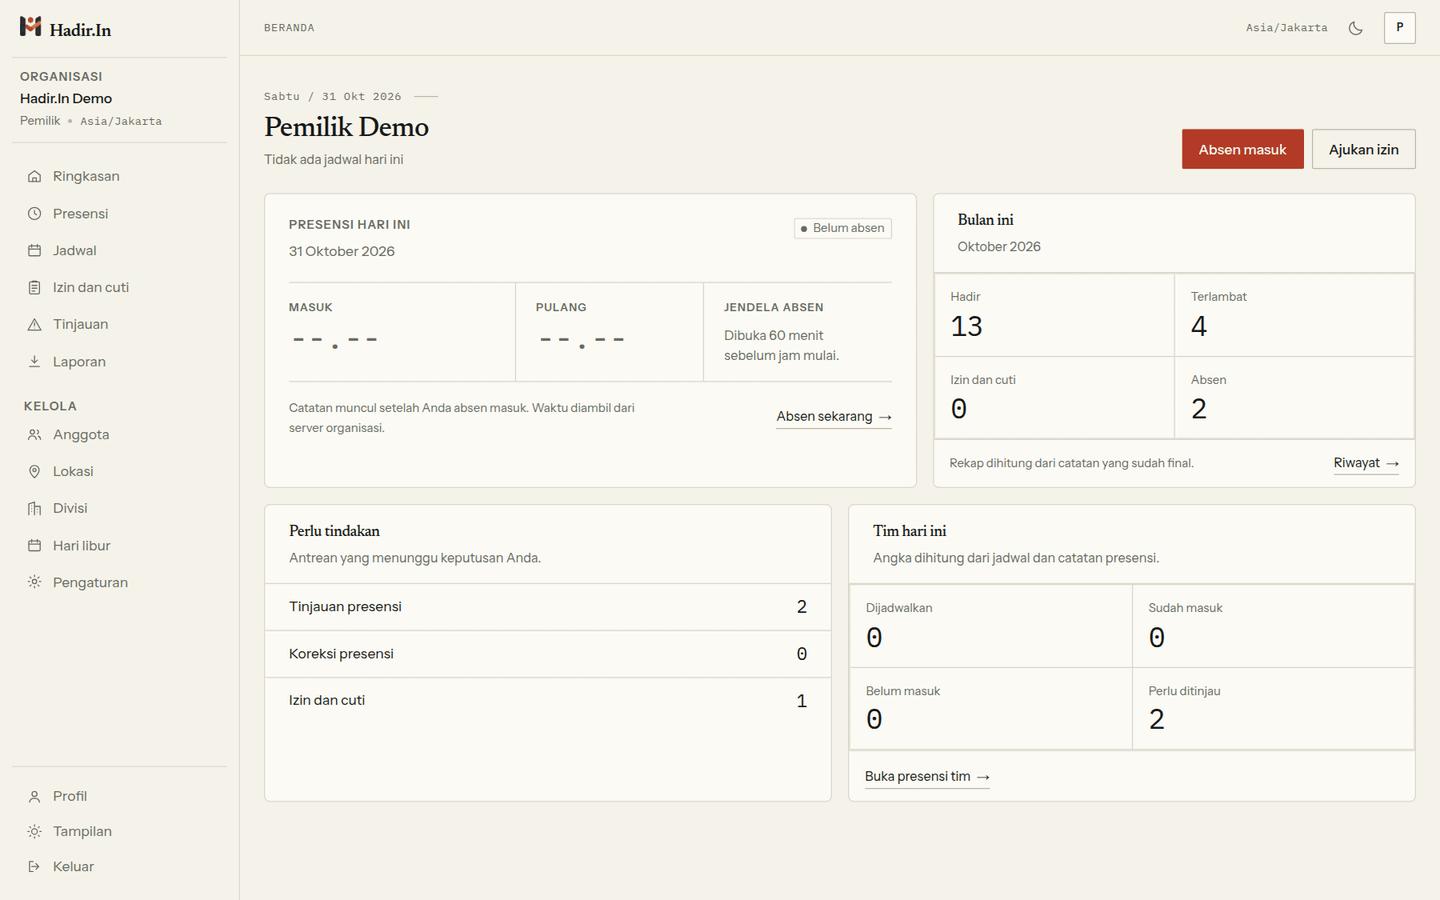 Hadir.In
ORGANISASI
Hadir.In Demo
Pemilik • Asia/Jakarta
Ringkasan
Presensi
Jadwal
Izin dan cuti
Tinjauan
Laporan
KELOLA
Anggota
Lokasi
Divisi
Hari libur
Pengaturan
Profil
Tampilan
Keluar
BERANDA
Asia/Jakarta
P
Sabtu / 31 Okt 2026
Pemilik Demo
Tidak ada jadwal hari ini
Absen masuk
Ajukan izin
PRESENSI HARI INI
Belum absen
31 Oktober 2026
MASUK
--.--
PULANG
--.--
JENDELA ABSEN
Dibuka 60 menit
sebelum jam mulai.
Catatan muncul setelah Anda absen masuk. Waktu diambil dari
server organisasi.
Absen sekarang →
Bulan ini
Oktober 2026
Hadir
13
Terlambat
4
Izin dan cuti
0
Absen
2
Rekap dihitung dari catatan yang sudah final.
Riwayat →
Perlu tindakan
Antrean yang menunggu keputusan Anda.
Tinjauan presensi 2
Koreksi presensi 0
Izin dan cuti 1
Tim hari ini
Angka dihitung dari jadwal dan catatan presensi.
Dijadwalkan
0
Sudah masuk
0
Belum masuk
0
Perlu ditinjau
2
Buka presensi tim →